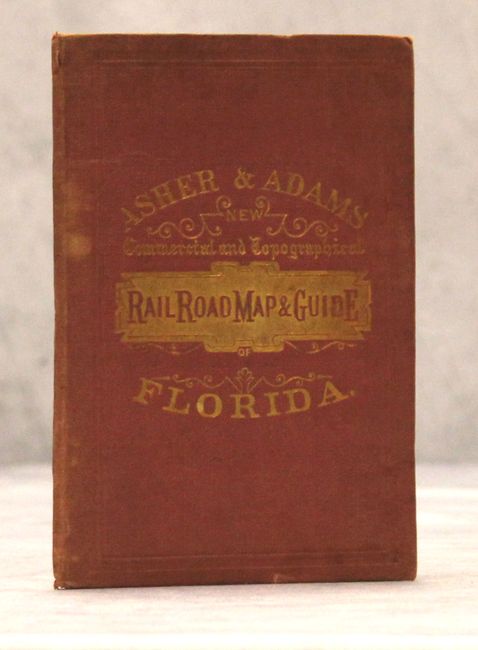 ASHER & ADAMS
NEW
Commercial and Topographical
RAIL ROAD MAP & GUIDE
OF
FLORIDA.